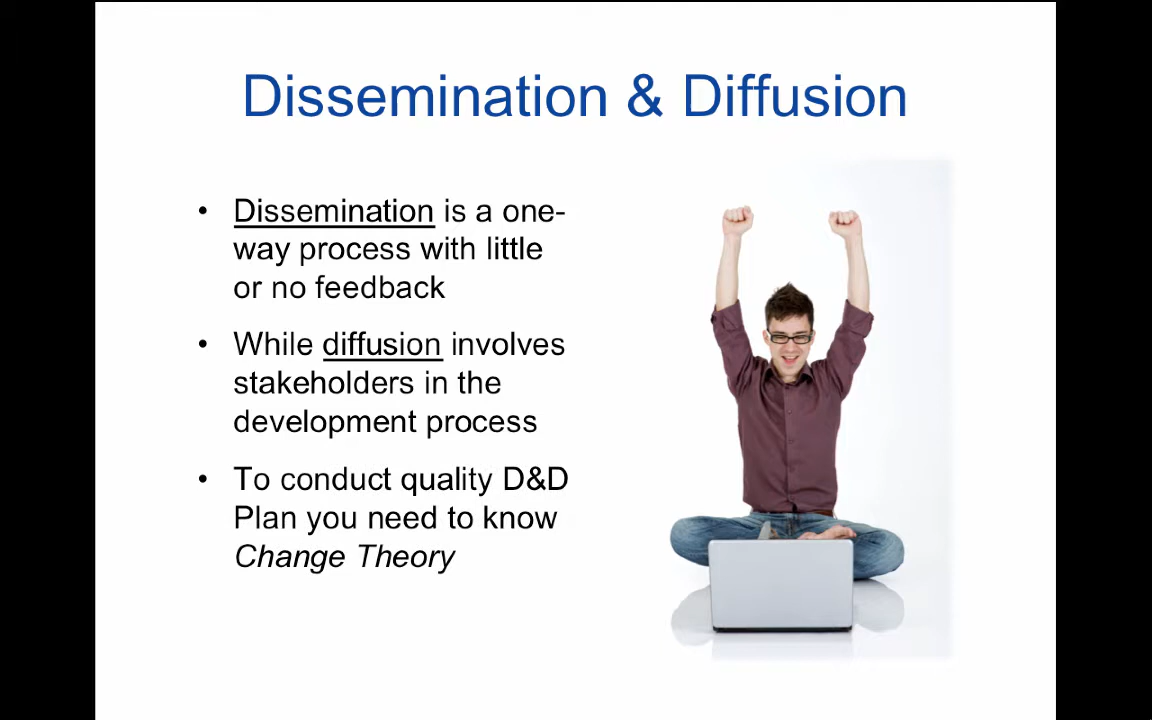 Dissemination & Diffusion
• Dissemination is a one-
way process with little
or no feedback
• While diffusion involves
stakeholders in the
development process
• To conduct quality D&D
Plan you need to know
Change Theory